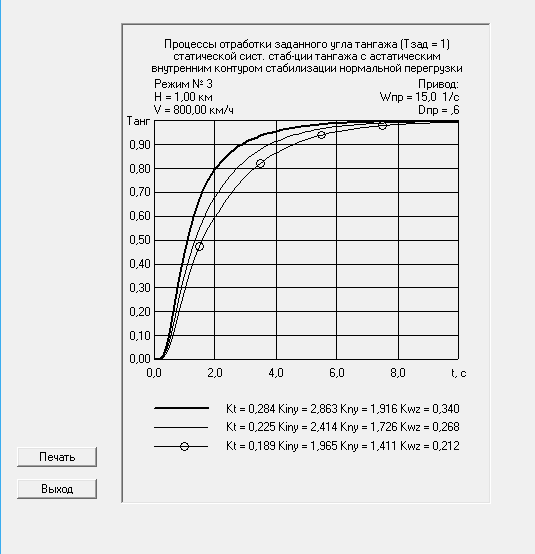 Процессы отработки заданного угла тангажа (Тзад = 1)
статической сист. стаб-ции тангажа с астатическим
внутренним контуром стабилизации нормальной перегрузки
Режим № 3 Привод:
H = 1,00 км Wпр = 15,0 1/с
V = 800,00 км/ч Dпр = ,6
Танг
0,90
0,80
0,70
0,60
0,50
0,40
0,30
0,20
0,10
0,00
0,0 2,0 4,0 6,0 8,0 t, с
Kt = 0,284 Kiny = 2,863 Kny = 1,916 Kwz = 0,340
Kt = 0,225 Kiny = 2,414 Kny = 1,726 Kwz = 0,268
Kt = 0,189 Kiny = 1,965 Kny = 1,411 Kwz = 0,212
Печать
Выход